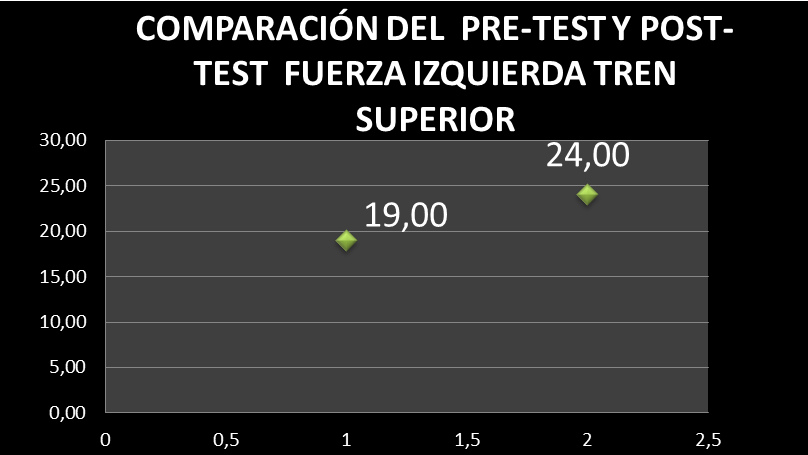 COMPARACIÓN DEL PRE-TEST Y POST-
TEST FUERZA IZQUIERDA TREN
SUPERIOR
30,00
25,00
20,00
15,00
10,00
5,00
0,00
24,00
19,00
0 0,5 1 1,5 2 2,5